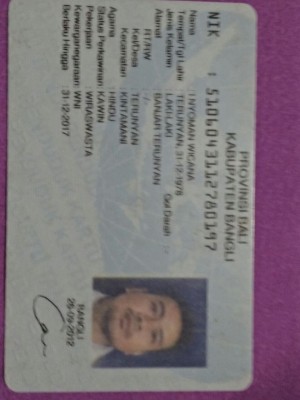 PROVINSI BALI
KABUPATEN BANGLI
NIK : 5106043112780147
Nama : I NYOMAN WICANA
Tempat/Tgl Lahir : TERUNYAN, 31-12-1978
Jenis Kelamin : LAKI-LAKI Gol Darah : -
Alamat : BANJAR TERUNYAN
RT/RW : -/-
Kel/Desa : TERUNYAN
Kecamatan : KINTAMANI
Agama : HINDU
Status Perkawinan : KAWIN
Pekerjaan : WIRASWASTA
Kewarganegaraan : WNI
Berlaku Hingga : 31-12-2017
BANGLI
26-09-2012